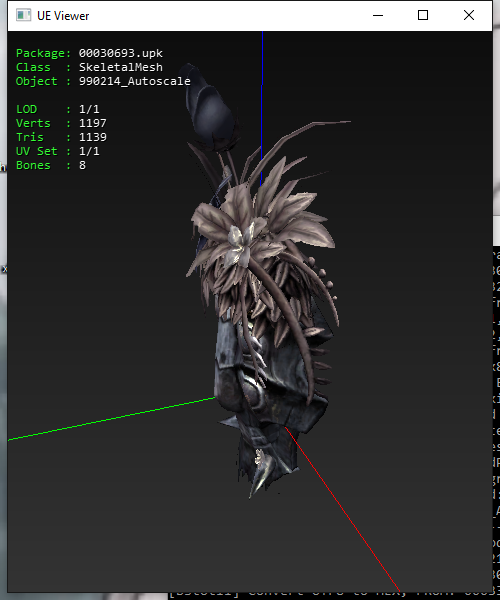 UE Viewer
Package: 00030693.upk
Class : SkeletalMesh
Object : 990214_Autoscale
LOD : 1/1
Verts : 1197
Tris : 1139
UV Set : 1/1
Bones : 8